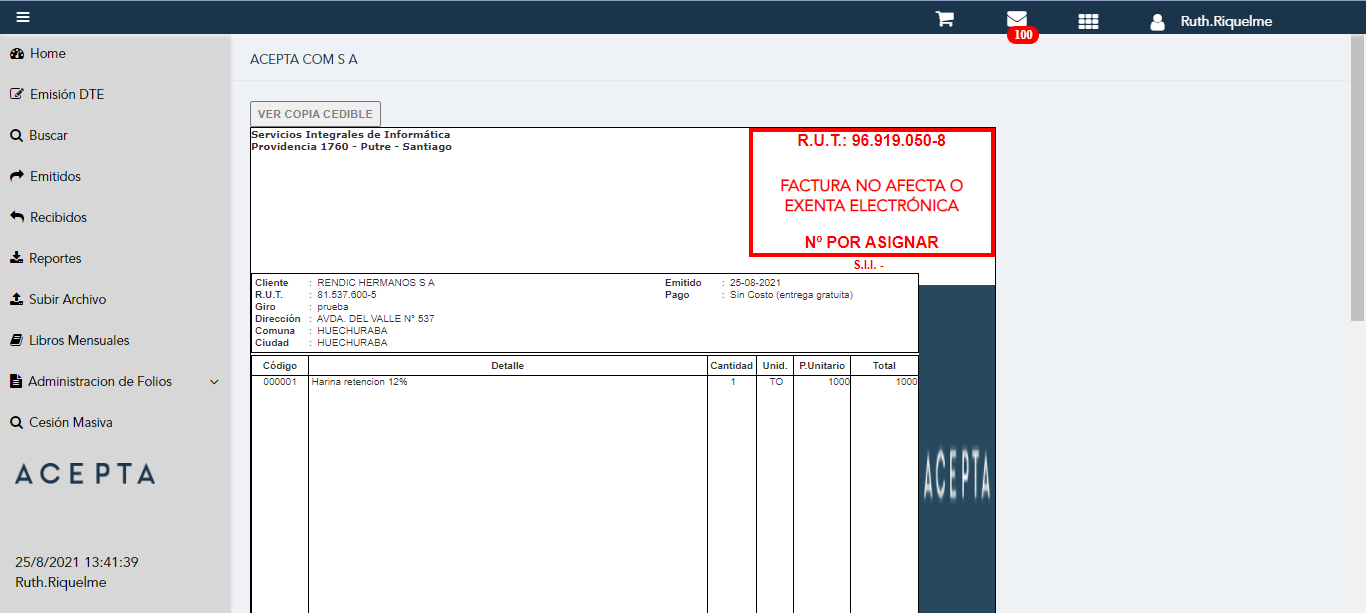 Ruth.Riquelme
100
Home
Emisión DTE
Buscar
Emitidos
Recibidos
Reportes
Subir Archivo
Libros Mensuales
Administracion de Folios
Cesión Masiva
ACEPTA
25/8/2021 13:41:39
Ruth.Riquelme
ACEPTA COM S A
VER COPIA CEDIBLE
Servicios Integrales de Informática
Providencia 1760 - Putre - Santiago
R.U.T.: 96.919.050-8
FACTURA NO AFECTA O
EXENTA ELECTRÓNICA
Nº POR ASIGNAR
S.I.I. -
Cliente : RENDIC HERMANOS S A Emitido : 25-08-2021
R.U.T. : 81.537.600-5 Pago : Sin Costo (entrega gratuita)
Giro : prueba
Dirección : AVDA. DEL VALLE N° 537
Comuna : HUECHURABA
Ciudad : HUECHURABA
Código Detalle Cantidad Unid. P.Unitario Total
000001 Harina retencion 12% 1 TO 1000 1000
ACEPTA